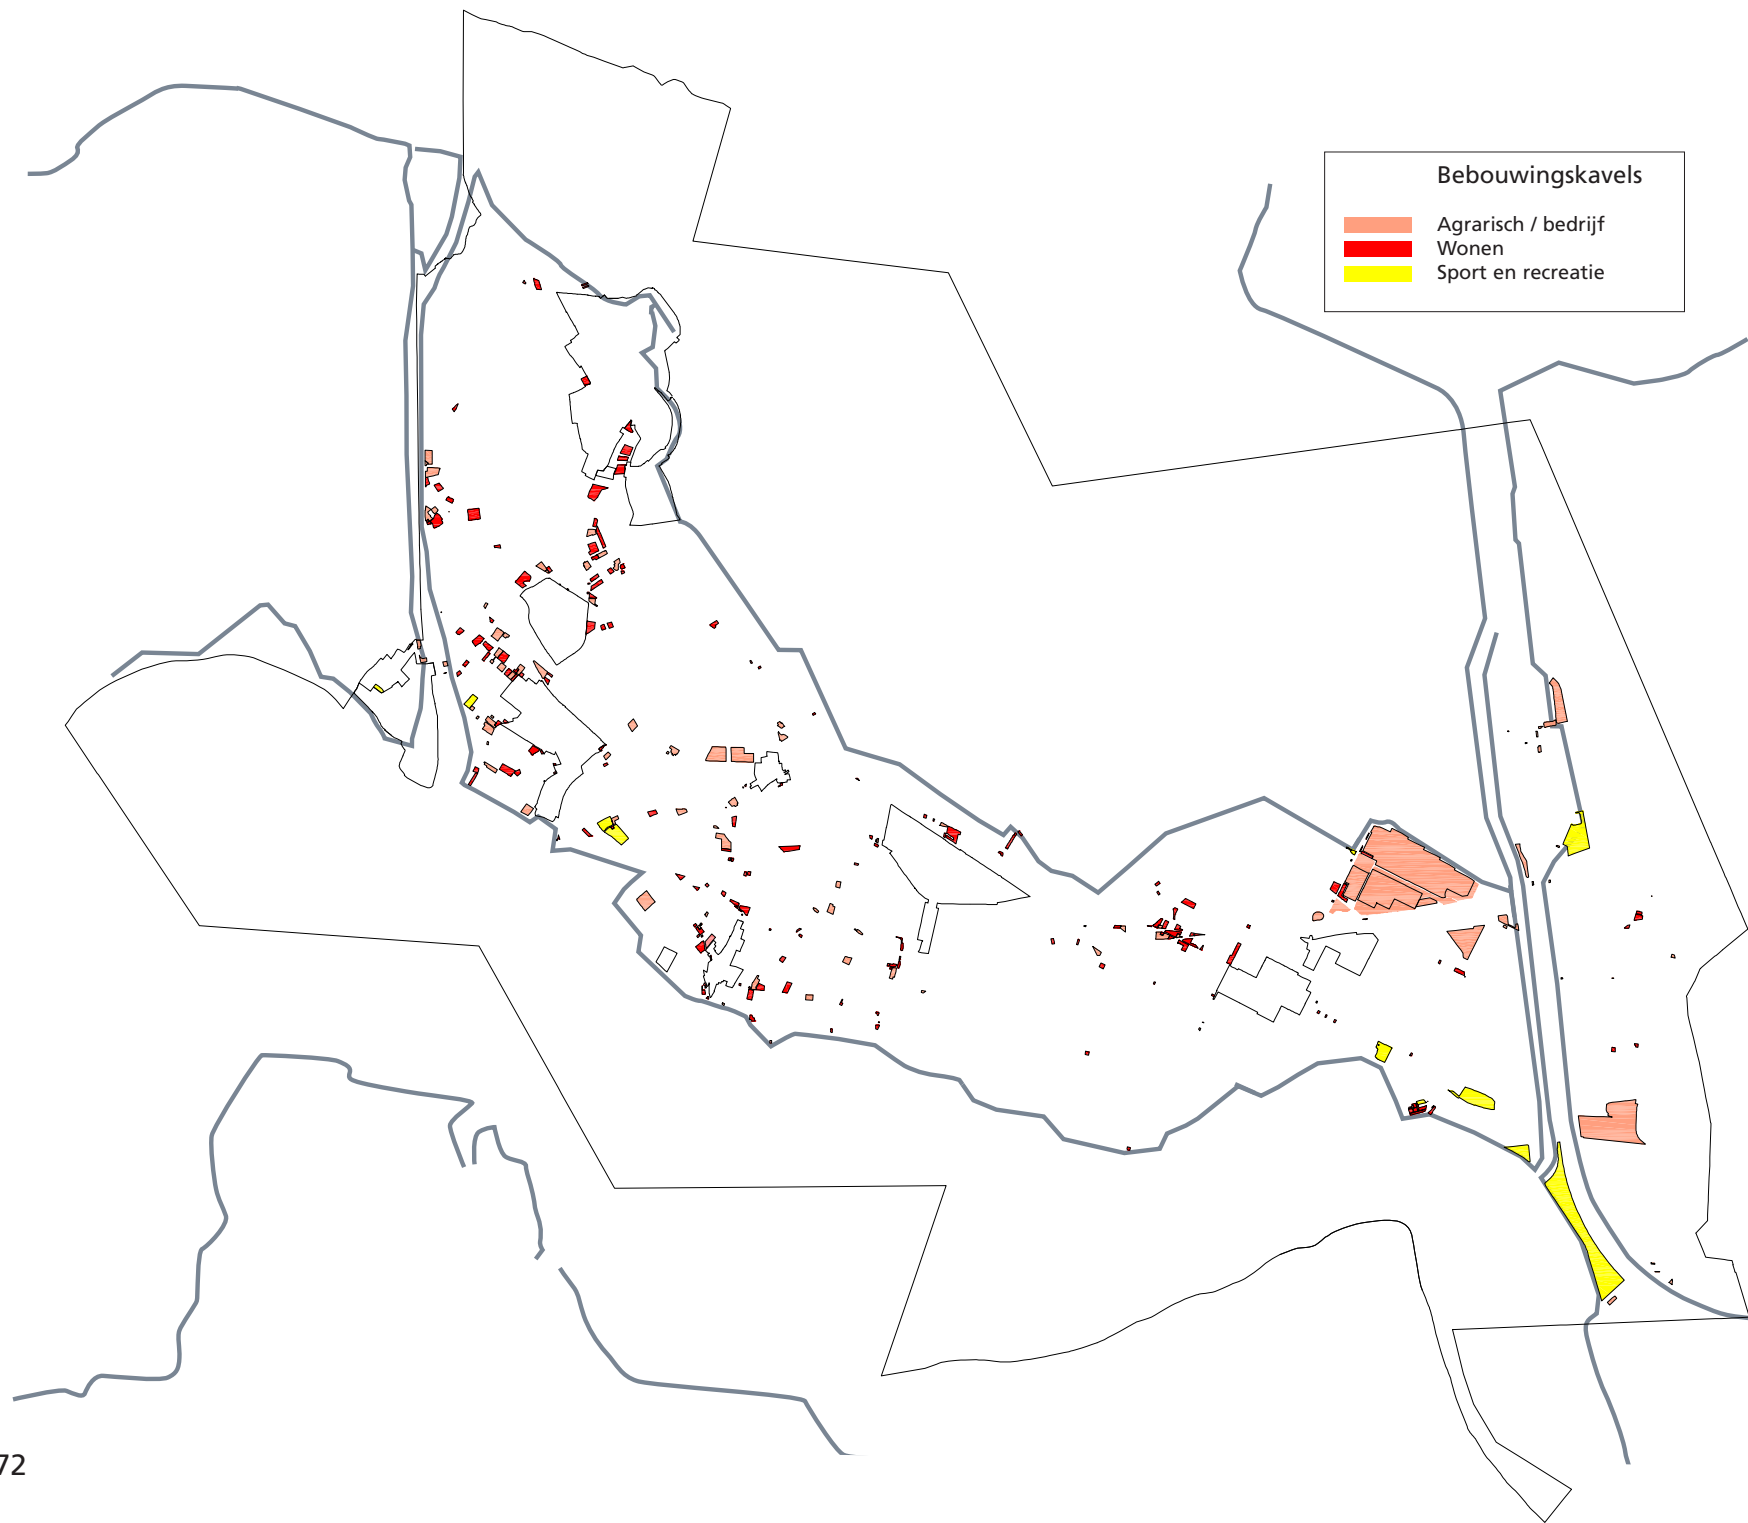 Bebouwingskavels
Agrarisch / bedrijf
Wonen
Sport en recreatie
72